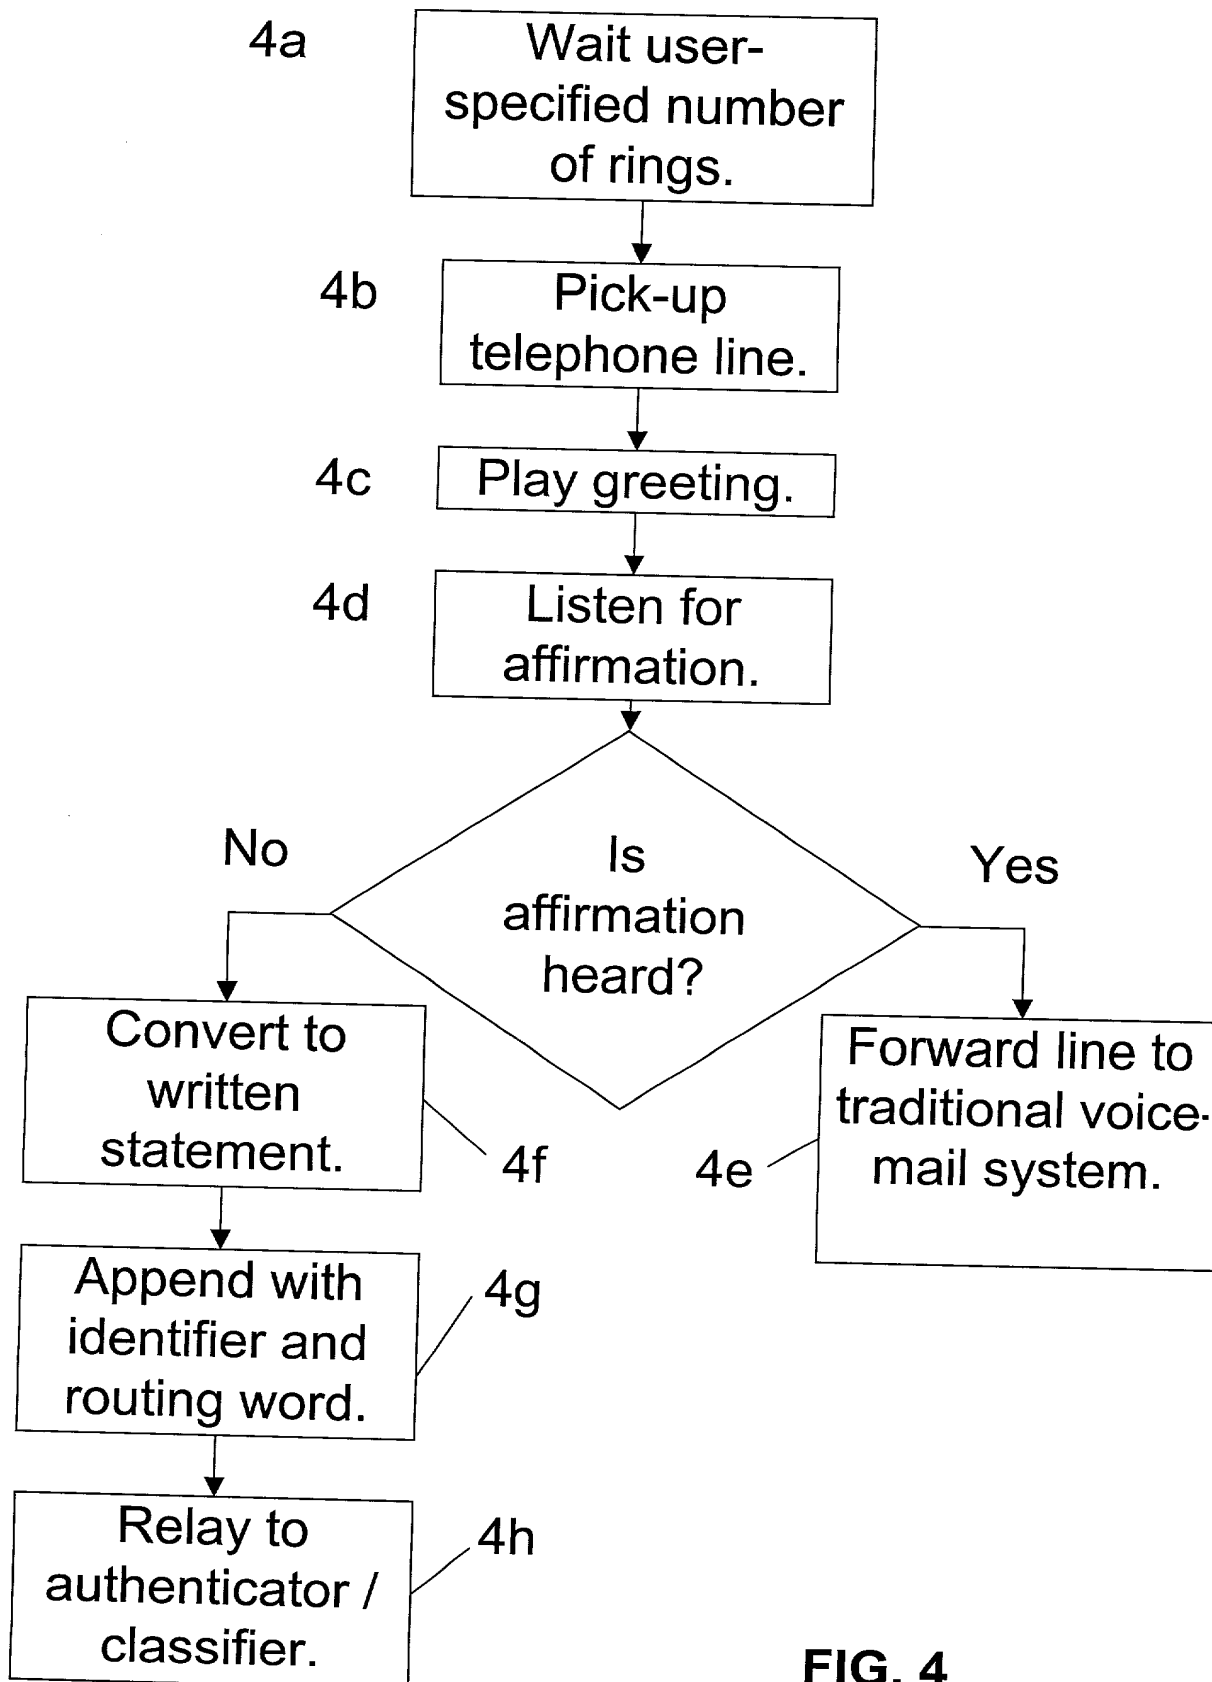 4a
Wait user-
specified number
of rings.
4b
Pick-up
telephone line.
4c
Play greeting.
4d
Listen for
affirmation.
No
Is
affirmation
heard?
Yes
Convert to
written
statement.
4f
4e
Forward line to
traditional voice-
mail system.
Append with
identifier and
routing word.
4g
Relay to
authenticator /
classifier.
4h
FIG. 4